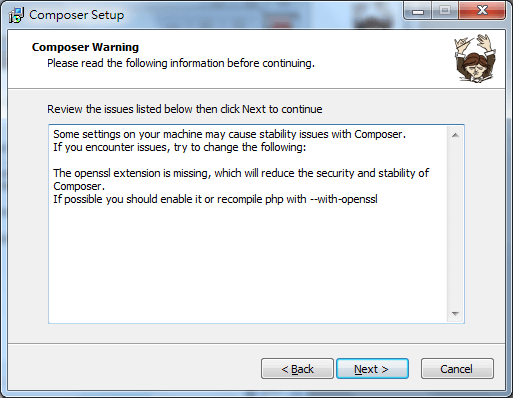 Composer Setup
Composer Warning
Please read the following information before continuing.
Review the issues listed below then click Next to continue
Some settings on your machine may cause stability issues with Composer.
If you encounter issues, try to change the following:
The openssl extension is missing, which will reduce the security and stability of
Composer.
If possible you should enable it or recompile php with --with-openssl
< Back
Next >
Cancel